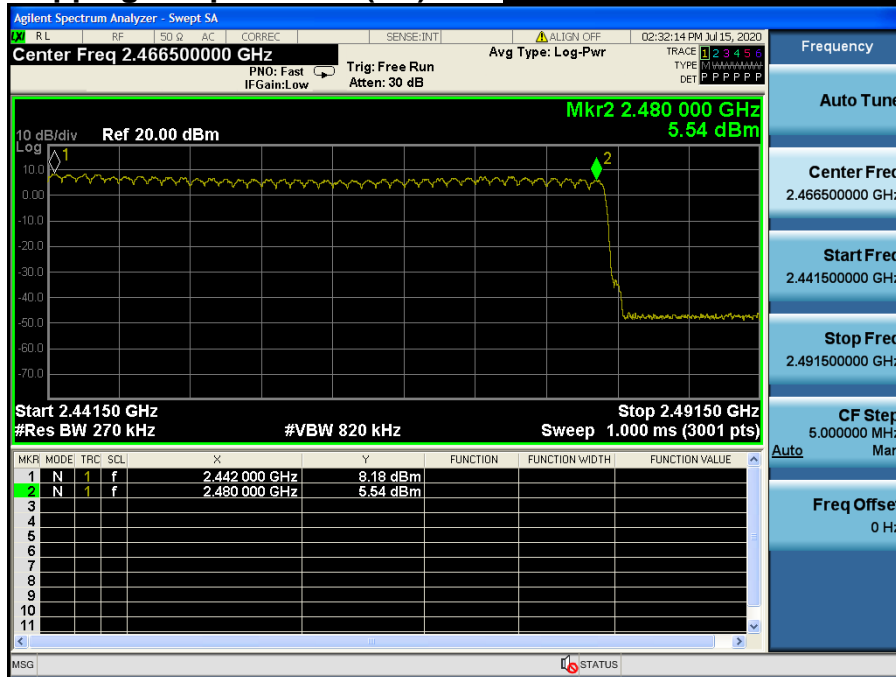 Agilent Spectrum Analyzer - Swept SA
RL RF 50 Ω AC CORREC SENSE:INT ALIGN OFF 02:32:14 PM Jul 15, 2020
Center Freq 2.466500000 GHz
PNO: Fast
IFGain:Low
Trig: Free Run
Atten: 30 dB
Avg Type: Log-Pwr
TRACE 1 2 3 4 5 6
TYPE M
DET P P P P P P
Mkr2 2.480 000 GHz
5.54 dBm
10 dB/div Ref 20.00 dBm
Log
1
2
10.0
0.00
-10.0
-20.0
-30.0
-40.0
-50.0
-60.0
-70.0
Start 2.44150 GHz Stop 2.49150 GHz
#Res BW 270 kHz #VBW 820 kHz Sweep 1.000 ms (3001 pts)
MKR MODE TRC SCL X Y FUNCTION FUNCTION WIDTH FUNCTION VALUE
1 N 1 f 2.442 000 GHz 8.18 dBm
2 N 1 f 2.480 000 GHz 5.54 dBm
3
4
5
6
7
8
9
10
11
MSG STATUS
Frequency
Auto Tune
Center Freq
2.466500000 GHz
Start Freq
2.441500000 GHz
Stop Freq
2.491500000 GHz
CF Step
5.000000 MHz
Auto Man
Freq Offset
0 Hz